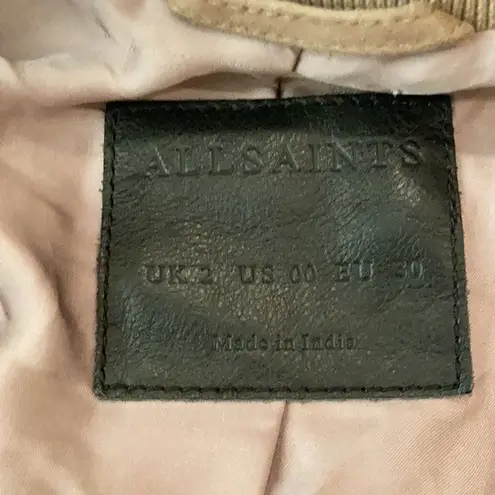 ALLSAINTS
UK 2 US 00 EU 30
Made in India